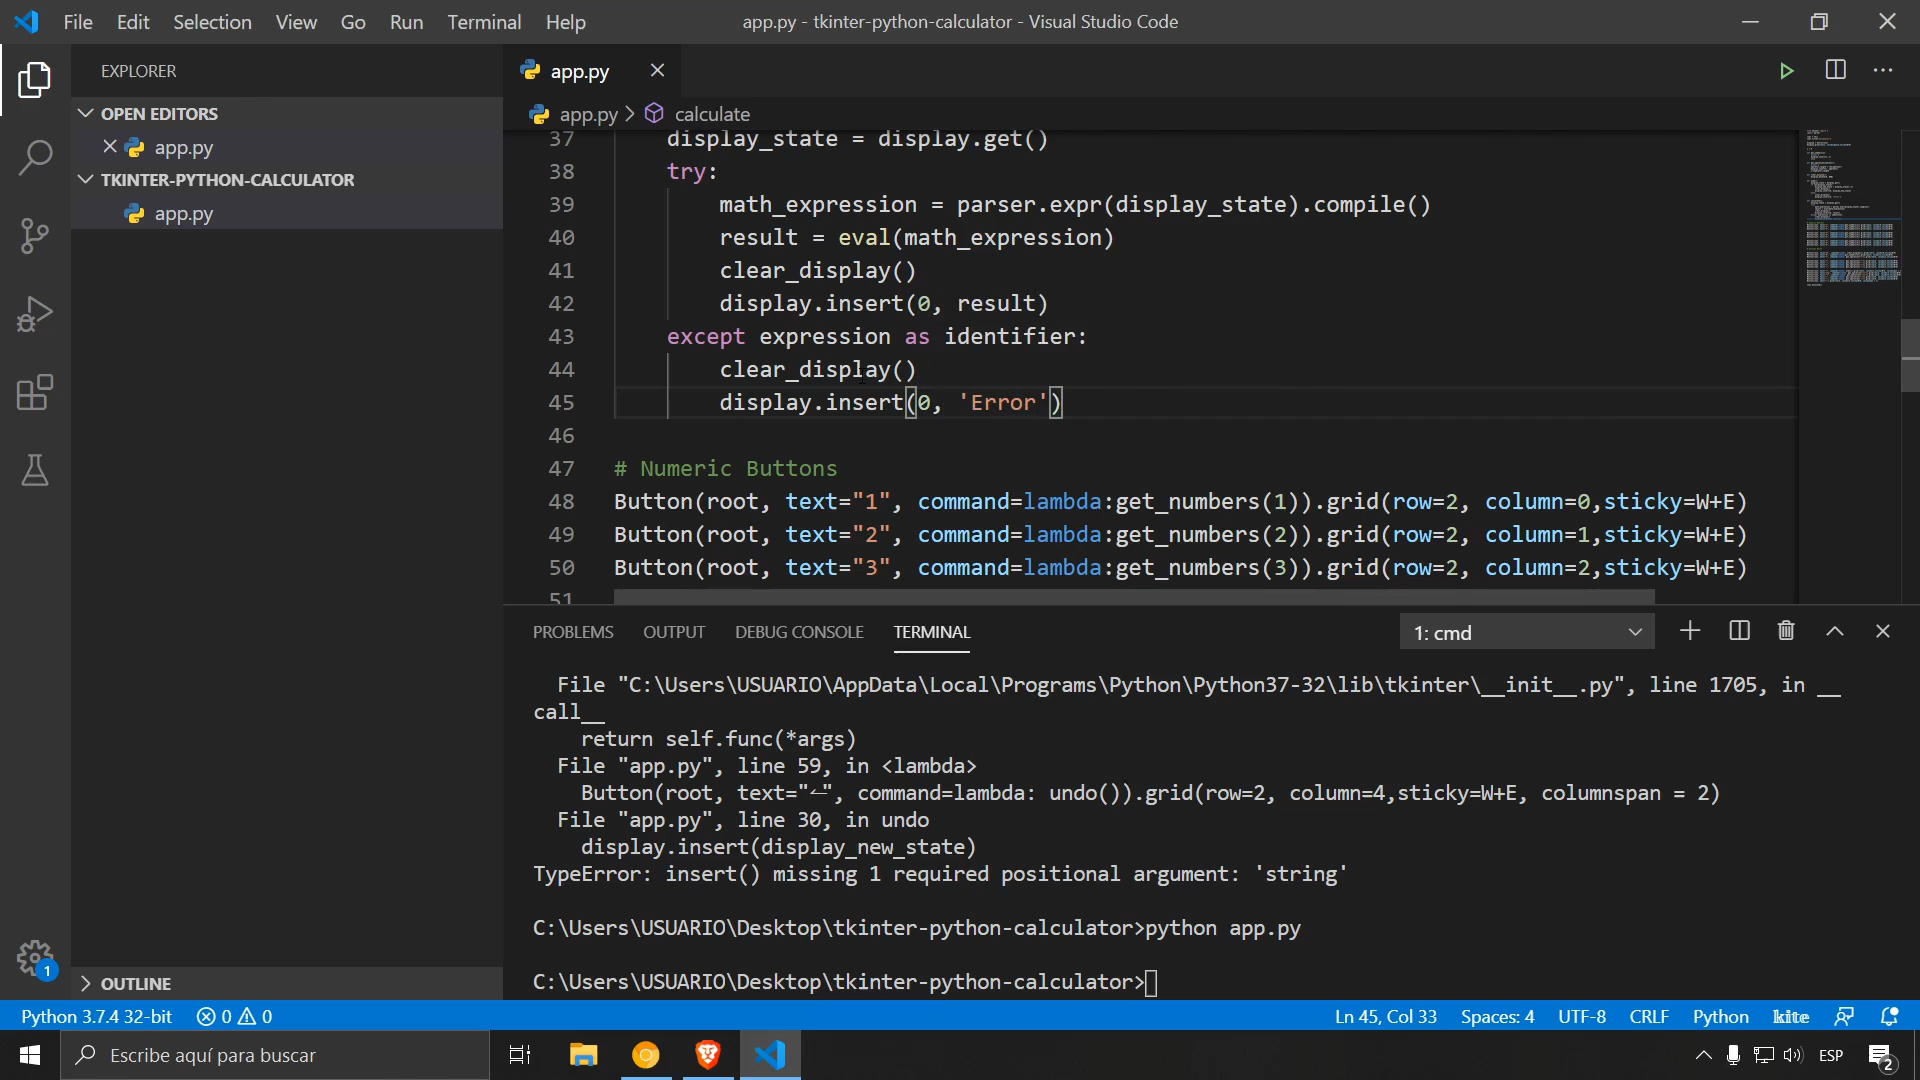 File Edit Selection View Go Run Terminal Help
app.py - tkinter-python-calculator - Visual Studio Code
EXPLORER
OPEN EDITORS
app.py
TKINTER-PYTHON-CALCULATOR
app.py
OUTLINE
app.py
app.py > calculate
37 display_state = display.get()
38 try:
39 math_expression = parser.expr(display_state).compile()
40 result = eval(math_expression)
41 clear_display()
42 display.insert(0, result)
43 except expression as identifier:
44 clear_display()
45 display.insert(0, 'Error')
46
47 # Numeric Buttons
48 Button(root, text="1", command=lambda:get_numbers(1)).grid(row=2, column=0,sticky=W+E)
49 Button(root, text="2", command=lambda:get_numbers(2)).grid(row=2, column=1,sticky=W+E)
50 Button(root, text="3", command=lambda:get_numbers(3)).grid(row=2, column=2,sticky=W+E)
51
PROBLEMS OUTPUT DEBUG CONSOLE TERMINAL
1: cmd
File "C:\Users\USUARIO\AppData\Local\Programs\Python\Python37-32\lib\tkinter\__init__.py", line 1705, in __
call__
return self.func(*args)
File "app.py", line 59, in <lambda>
Button(root, text="←", command=lambda: undo()).grid(row=2, column=4,sticky=W+E, columnspan = 2)
File "app.py", line 30, in undo
display.insert(display_new_state)
TypeError: insert() missing 1 required positional argument: 'string'
C:\Users\USUARIO\Desktop\tkinter-python-calculator>python app.py
C:\Users\USUARIO\Desktop\tkinter-python-calculator>
1
Python 3.7.4 32-bit 0 0
Ln 45, Col 33 Spaces: 4 UTF-8 CRLF Python kite
Escribe aquí para buscar
ESP
2